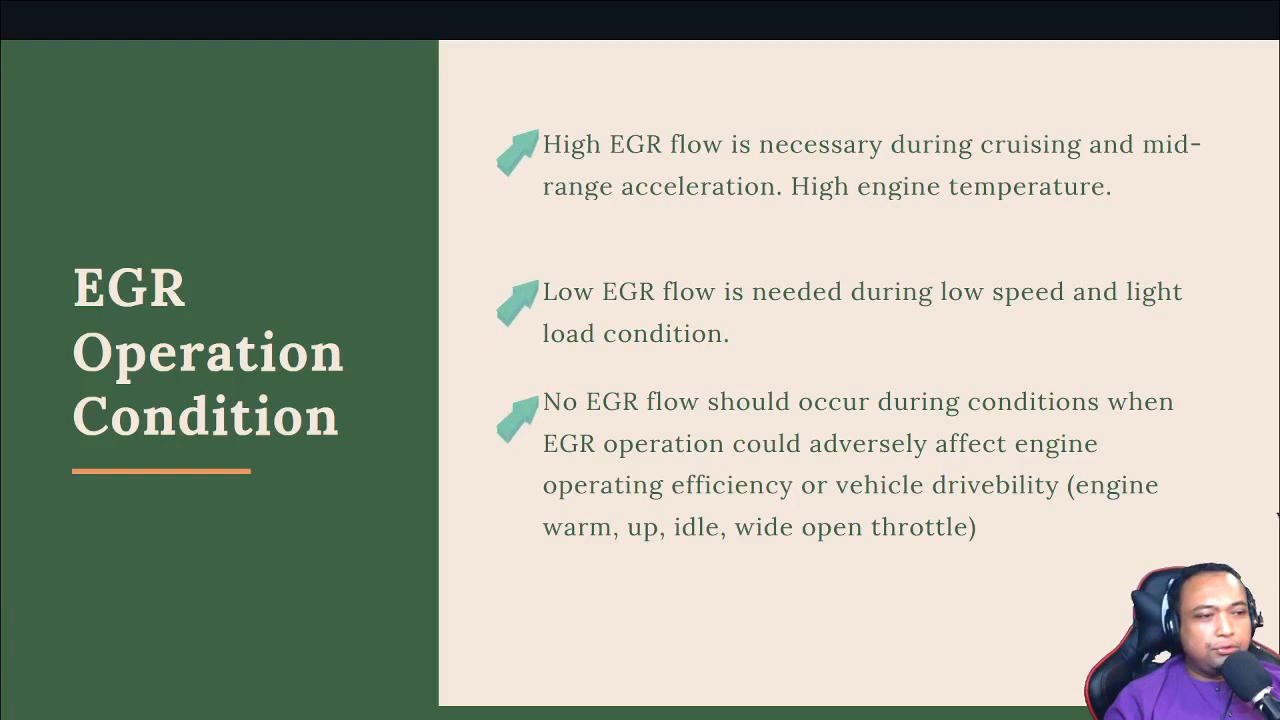 EGR
Operation
Condition
High EGR flow is necessary during cruising and mid-
range acceleration. High engine temperature.
Low EGR flow is needed during low speed and light
load condition.
No EGR flow should occur during conditions when
EGR operation could adversely affect engine
operating efficiency or vehicle drivebility (engine
warm, up, idle, wide open throttle)